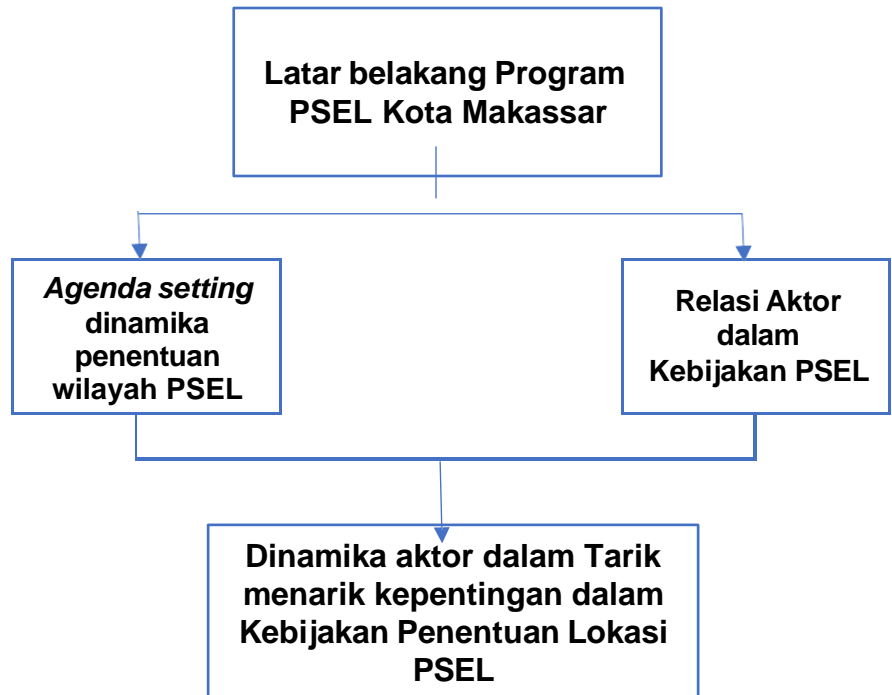 Latar belakang Program
PSEL Kota Makassar
Agenda setting
dinamika
penentuan
wilayah PSEL
Relasi Aktor
dalam
Kebijakan PSEL
Dinamika aktor dalam Tarik
menarik kepentingan dalam
Kebijakan Penentuan Lokasi
PSEL